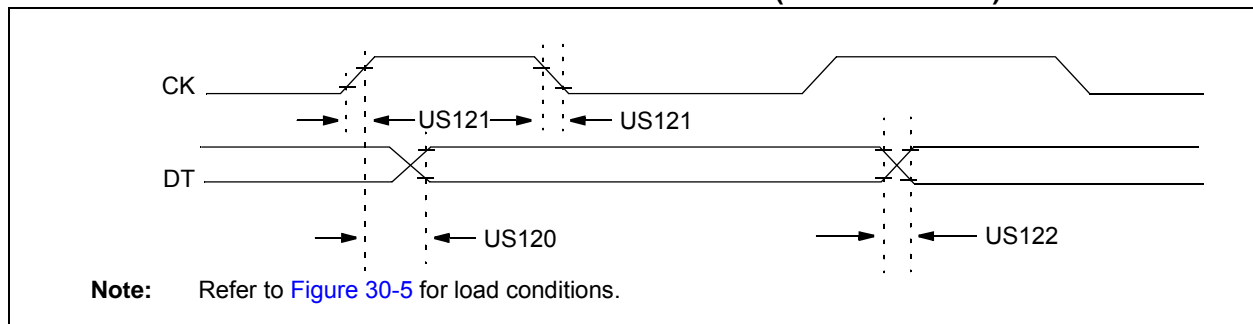 CK
US121
US121
DT
US120
US122
Note: Refer to Figure 30-5 for load conditions.